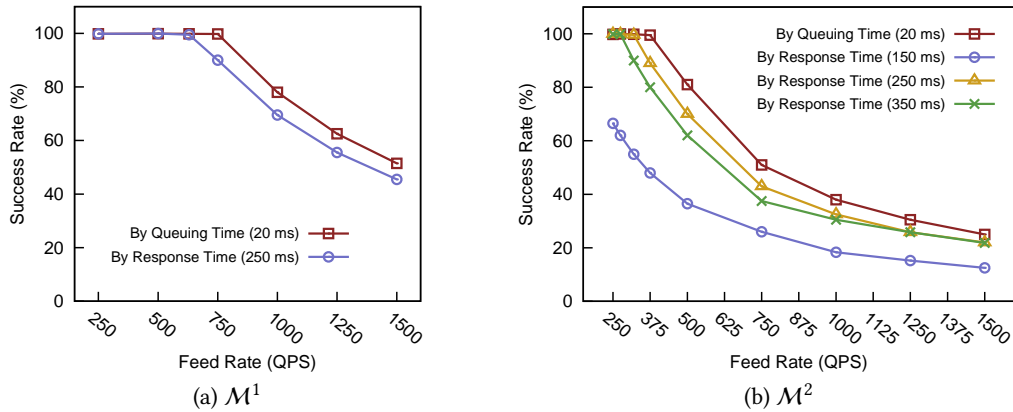 Success Rate (%)
100
80
60
40
20
0
By Queuing Time (20 ms)
By Response Time (250 ms)
250
500
750
1000
1250
1500
Feed Rate (QPS)
(a) M¹
Success Rate (%)
100
80
60
40
20
0
By Queuing Time (20 ms)
By Response Time (150 ms)
By Response Time (250 ms)
By Response Time (350 ms)
250
375
500
625
750
875
1000
1125
1250
1375
1500
Feed Rate (QPS)
(b) M²